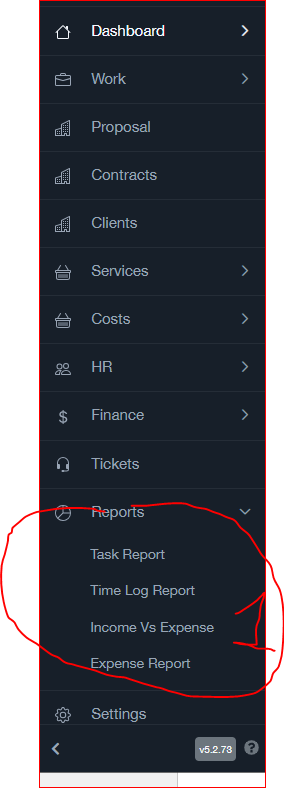 Dashboard
Work
Proposal
Contracts
Clients
Services
Costs
HR
$ Finance
Tickets
Reports
Task Report
Time Log Report
Income Vs Expense
1
Expense Report
Settings
v5.2.73 ?